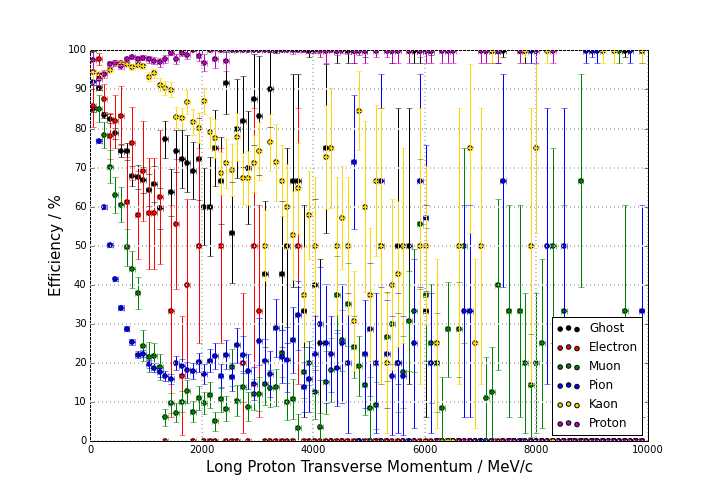 100
90
80
70
60
50
40
30
20
10
0
Efficiency / %
0 2000 4000 6000 8000 10000
Long Proton Transverse Momentum / MeV/c
Ghost
Electron
Muon
Pion
Kaon
Proton